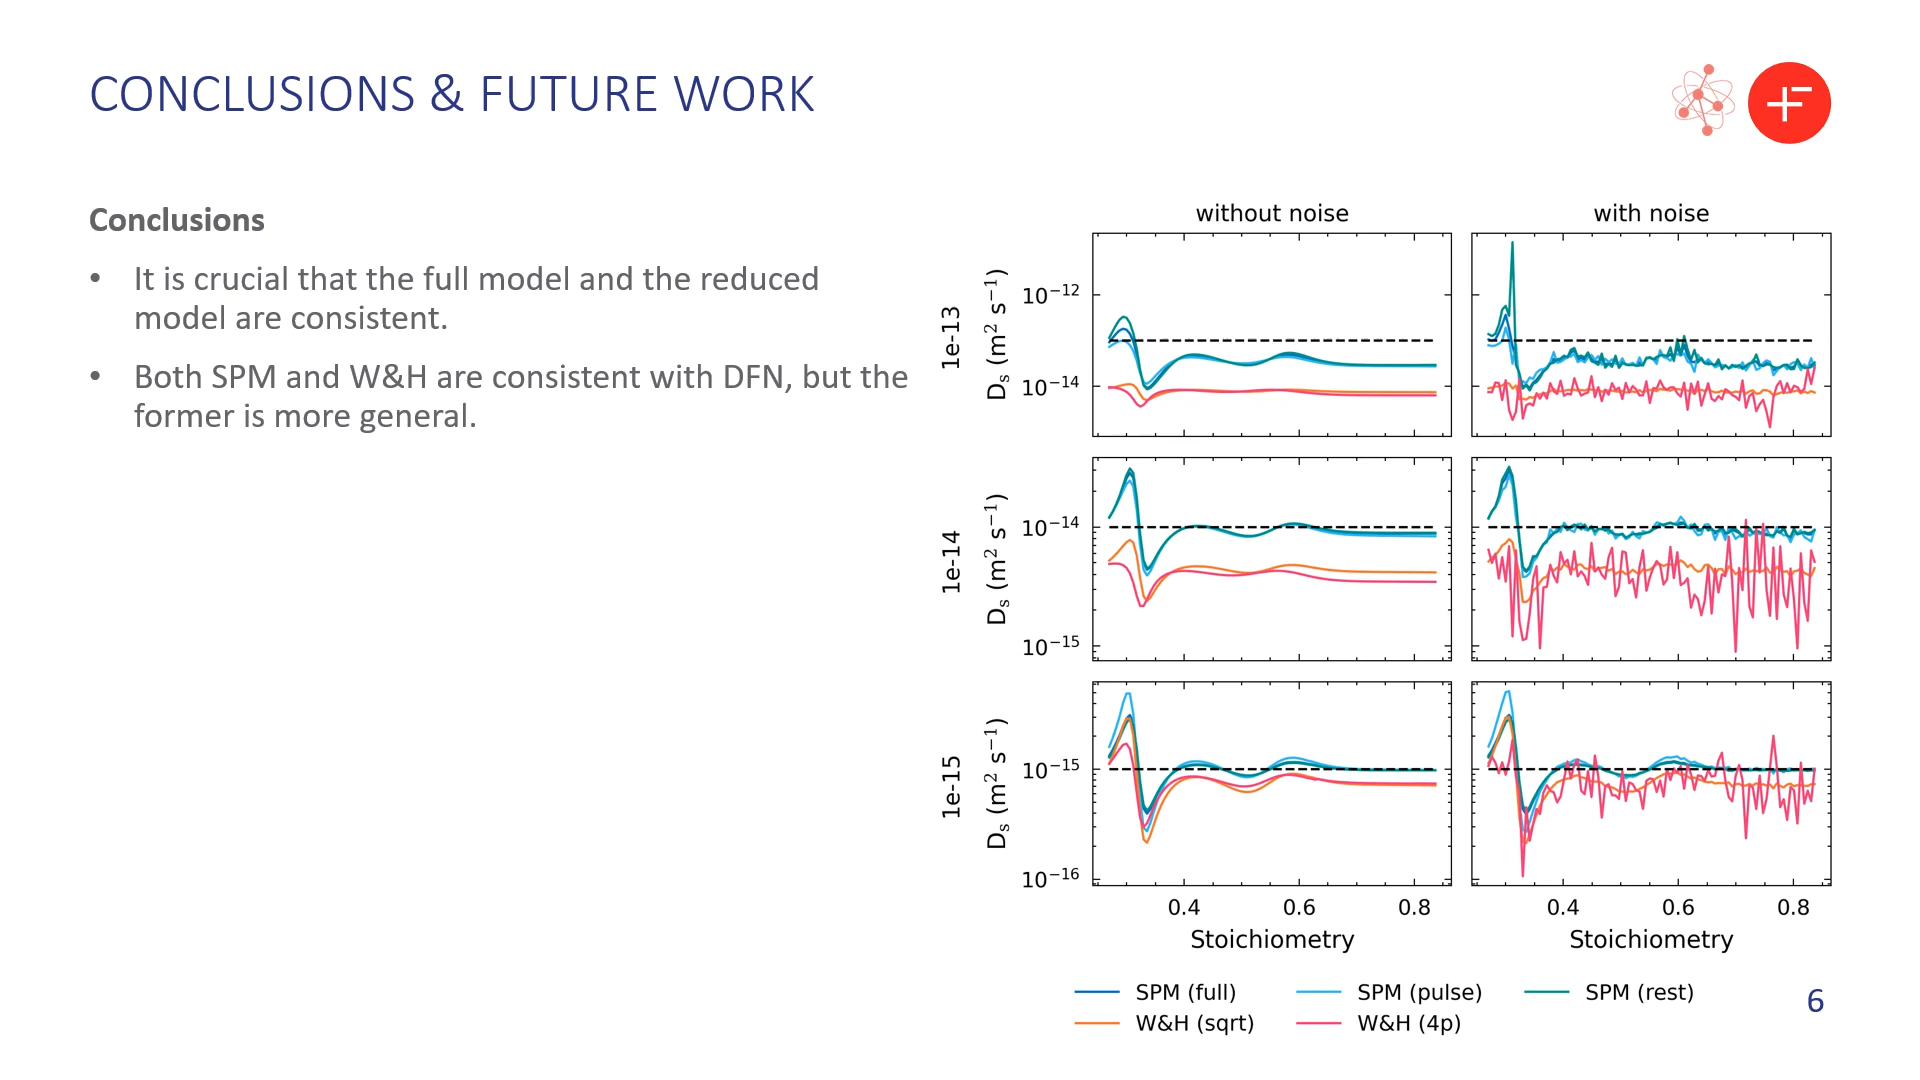 CONCLUSIONS & FUTURE WORK
Conclusions
• It is crucial that the full model and the reduced
model are consistent.
• Both SPM and W&H are consistent with DFN, but the
former is more general.
without noise
with noise
1e-13
Dₛ (m² s⁻¹)
10⁻¹²
10⁻¹⁴
1e-14
Dₛ (m² s⁻¹)
10⁻¹⁴
10⁻¹⁵
1e-15
Dₛ (m² s⁻¹)
10⁻¹⁵
10⁻¹⁶
0.4 0.6 0.8
0.4 0.6 0.8
Stoichiometry
Stoichiometry
SPM (full) SPM (pulse) SPM (rest)
W&H (sqrt) W&H (4p)
6